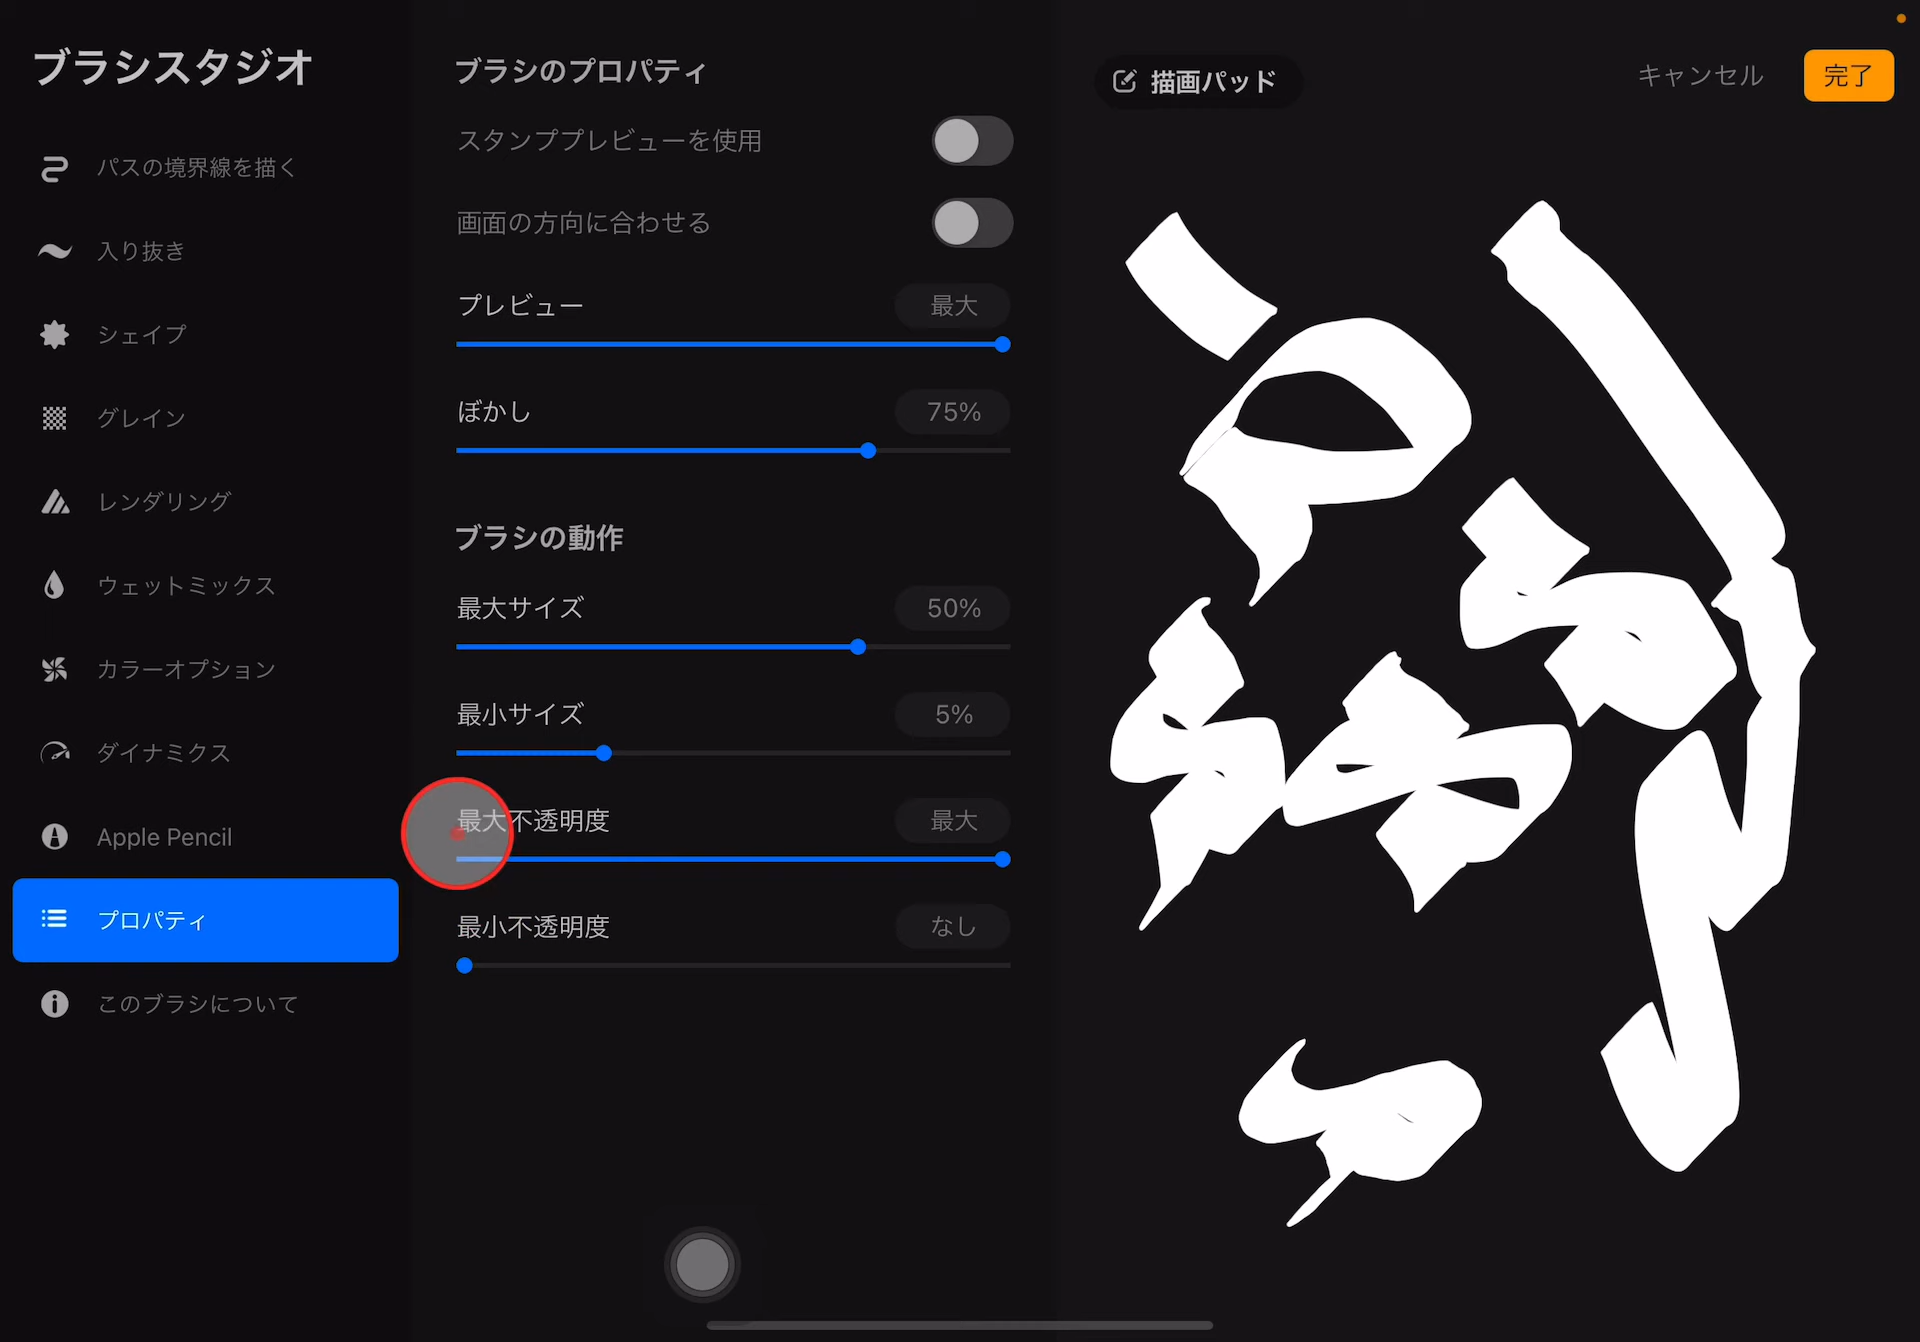 ブラシスタジオ
パスの境界線を描く
入り抜き
シェイプ
グレイン
レンダリング
ウェットミックス
カラーオプション
ダイナミクス
Apple Pencil
プロパティ
このブラシについて
ブラシのプロパティ
スタンププレビューを使用
画面の方向に合わせる
プレビュー 最大
ぼかし 75%
ブラシの動作
最大サイズ 50%
最小サイズ 5%
最大不透明度 最大
最小不透明度 なし
描画パッド
キャンセル
完了